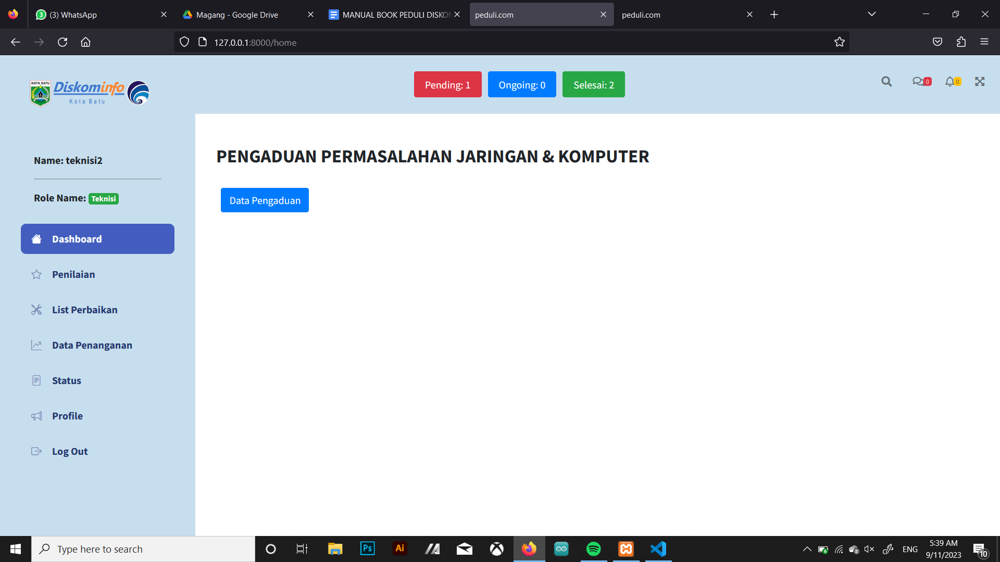 (3) WhatsApp
Magang - Google Drive
MANUAL BOOK PEDULI DISKO
peduli.com
peduli.com
127.0.0.1:8000/home
KOTA BATU
Diskominfo
Kota Batu
Pending: 1
Ongoing: 0
Selesai: 2
0
0
Name: teknisi2
Role Name: Teknisi
Dashboard
Penilaian
List Perbaikan
Data Penanganan
Status
Profile
Log Out
PENGADUAN PERMASALAHAN JARINGAN & KOMPUTER
Data Pengaduan
Type here to search
Ps
Ai
ENG
5:39 AM
9/11/2023
10